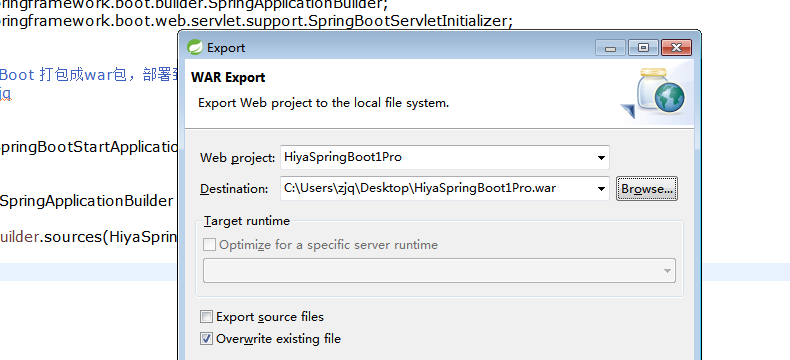 ringframework.boot.builder.SpringApplicationBuilder;
pringframework.boot.web.servlet.support.SpringBootServletInitializer;
Boot 打包成war包，部署到
jq
SpringBootStartApplication
SpringApplicationBuilder
uilder.sources(HiyaSprin
Export
WAR Export
Export Web project to the local file system.
Web project: HiyaSpringBoot1Pro
Destination: C:\Users\zjq\Desktop\HiyaSpringBoot1Pro.war Browse...
Target runtime
Optimize for a specific server runtime
Export source files
Overwrite existing file